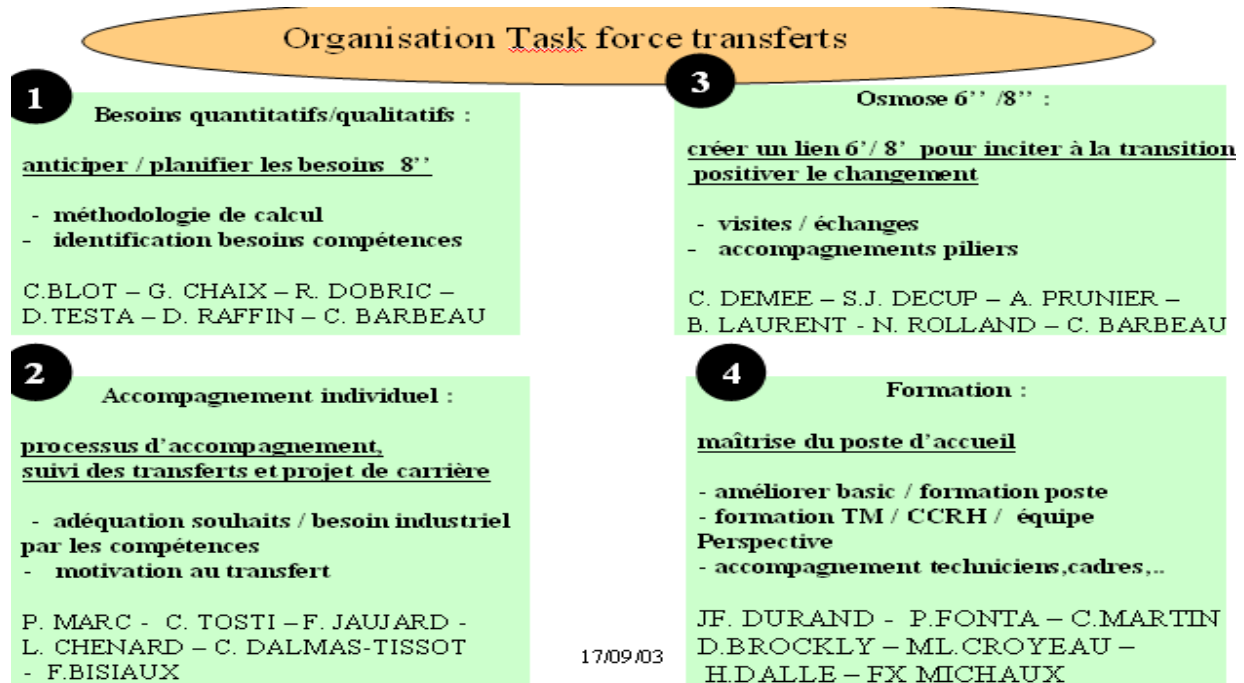 Organisation Task force transferts
1
Besoins quantitatifs/qualitatifs :
anticiper / planifier les besoins 8’’
- méthodologie de calcul
- identification besoins compétences
C.BLOT – G. CHAIX – R. DOBRIC –
D.TESTA – D. RAFFIN – C. BARBEAU
2
Accompagnement individuel :
processus d’accompagnement,
suivi des transferts et projet de carrière
- adéquation souhaits / besoin industriel
par les compétences
- motivation au transfert
P. MARC - C. TOSTI – F. JAUJARD -
L. CHENARD – C. DALMAS-TISSOT
- F.BISIAUX
3
Osmose 6’’ /8’’ :
créer un lien 6’/ 8’ pour inciter à la transition
positiver le changement
- visites / échanges
- accompagnements piliers
C. DEMEE – S.J. DECUP – A. PRUNIER –
B. LAURENT - N. ROLLAND – C. BARBEAU
4
Formation :
maîtrise du poste d’accueil
- améliorer basic / formation poste
- formation TM / CCRH / équipe
Perspective
- accompagnement techniciens,cadres,..
JF. DURAND - P.FONTA – C.MARTIN
D.BROCKLY – ML.CROYEAU –
H.DALLE – FX MICHAUX
17/09/03